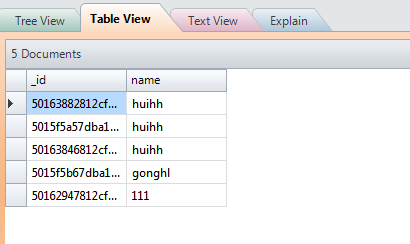 Tree View Table View Text View Explain
5 Documents
_id name
50163882812cf... huihh
5015f5a57dba1... huihh
50163846812cf... huihh
5015f5b67dba1... gonghl
50162947812cf... 111